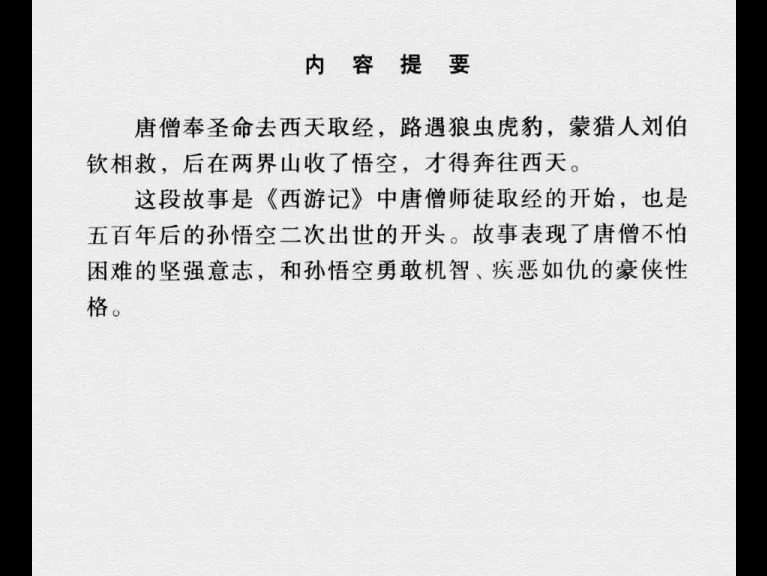 内容提要
唐僧奉圣命去西天取经，路遇狼虫虎豹，蒙猎人刘伯
钦相救，后在两界山收了悟空，才得奔往西天。
这段故事是《西游记》中唐僧师徒取经的开始，也是
五百年后的孙悟空二次出世的开头。故事表现了唐僧不怕
困难的坚强意志，和孙悟空勇敢机智、疾恶如仇的豪侠性
格。